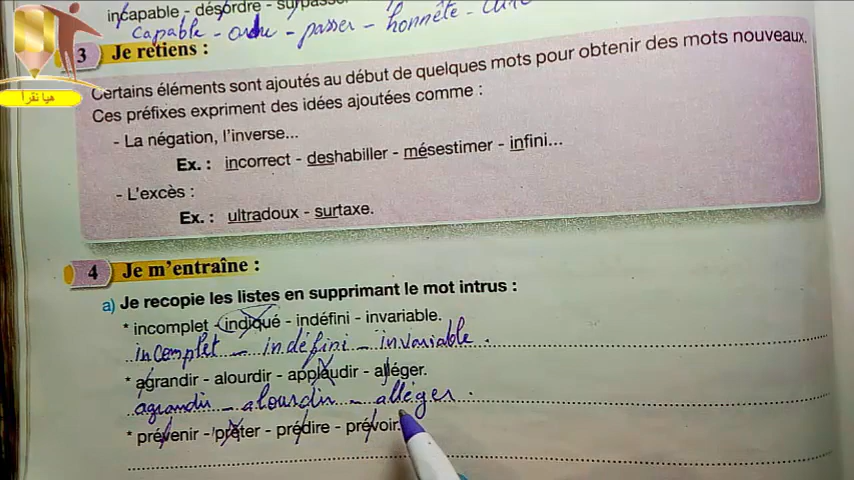 incapable - désordre - surpasser
capable - ordre - passer - honnête -
3 Je retiens :
Certains éléments sont ajoutés au début de quelques mots pour obtenir des mots nouveaux.
Ces préfixes expriment des idées ajoutées comme :
- La négation, l'inverse...
Ex. : incorrect - deshabiller - mésestimer - infini...
- L'excès :
Ex. : ultradoux - surtaxe.
هيا نقرأ
4 Je m'entraîne :
a) Je recopie les listes en supprimant le mot intrus :
* incomplet - indiqué - indéfini - invariable.
incomplet - indéfini - invariable.
* agrandir - alourdir - applaudir - alléger.
agrandir - alourdir - alléger.
* prévenir - prêter - prédire - prévoir.